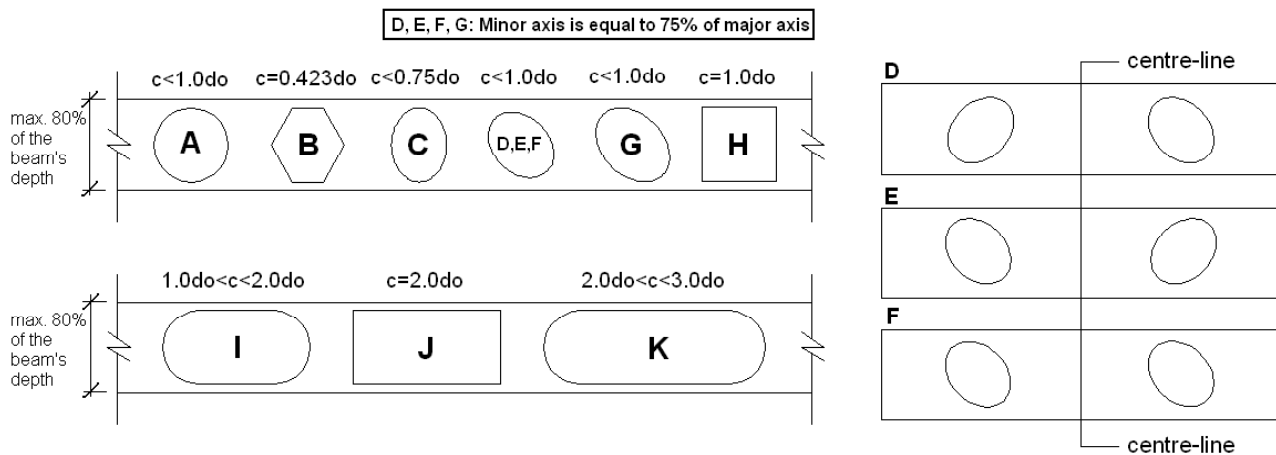 D, E, F, G: Minor axis is equal to 75% of major axis
c<1.0do c=0.423do c<0.75do c<1.0do c<1.0do c=1.0do
max. 80%
of the
beam's
depth
A B C D,E,F G H
1.0do<c<2.0do c=2.0do 2.0do<c<3.0do
max. 80%
of the
beam's
depth
I J K
centre-line
D
E
F
centre-line